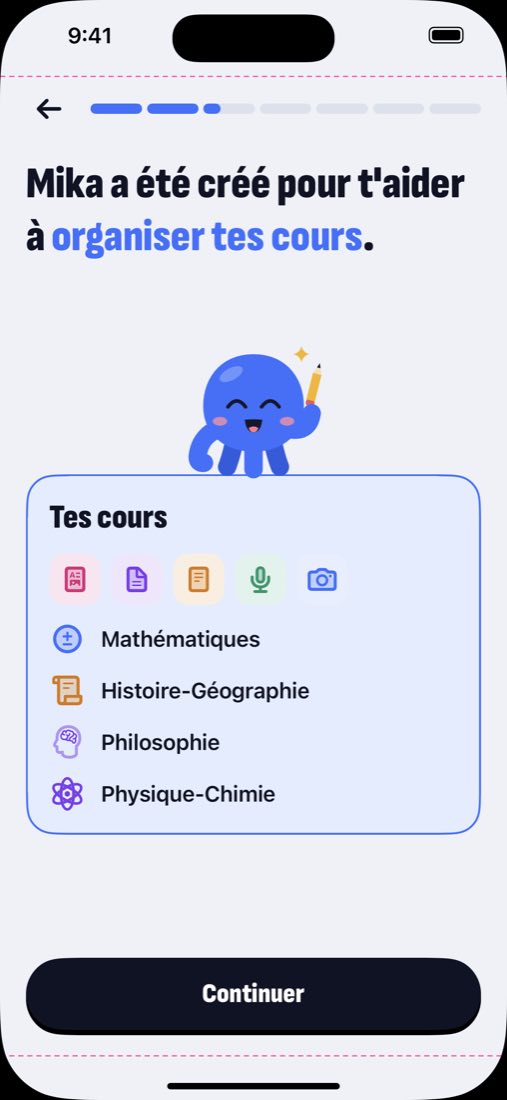 9:41
Mika a été créé pour t'aider
à organiser tes cours.
Tes cours
Mathématiques
Histoire-Géographie
Philosophie
Physique-Chimie
Continuer